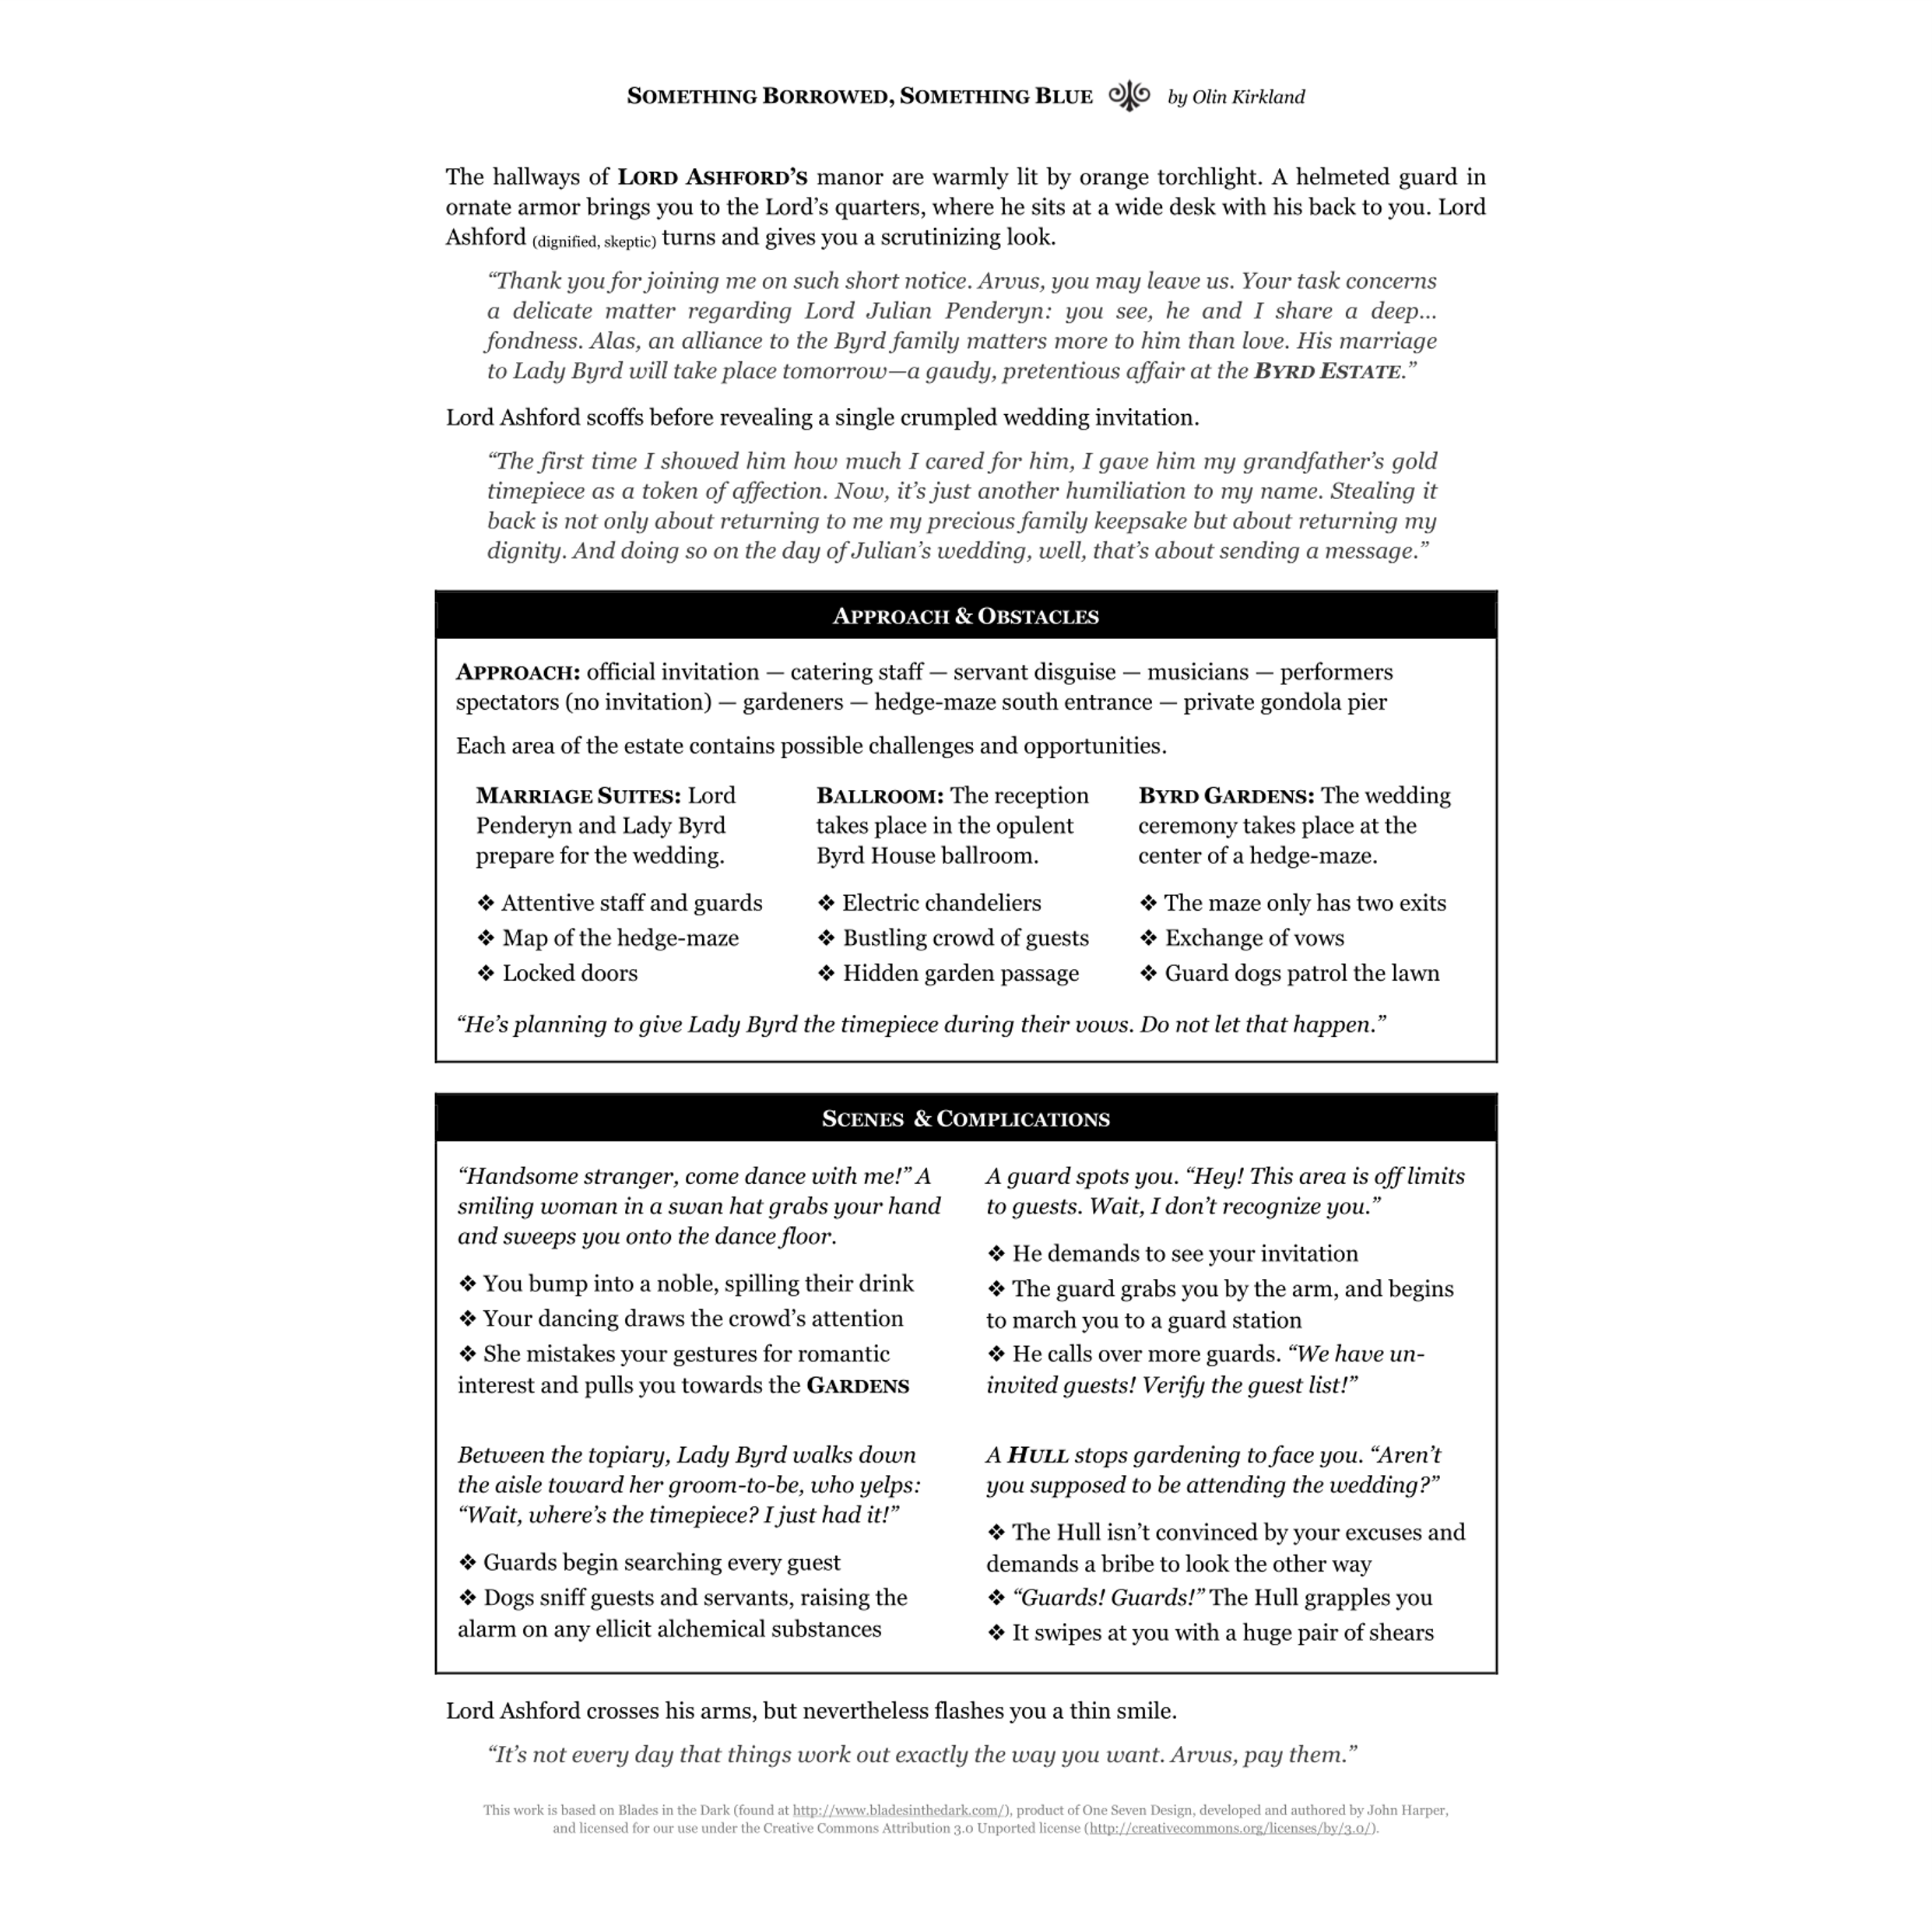 SOMETHING BORROWED, SOMETHING BLUE by Olin Kirkland
The hallways of LORD ASHFORD’S manor are warmly lit by orange torchlight. A helmeted guard in
ornate armor brings you to the Lord’s quarters, where he sits at a wide desk with his back to you. Lord
Ashford (dignified, skeptic) turns and gives you a scrutinizing look.
“Thank you for joining me on such short notice. Arvus, you may leave us. Your task concerns
a delicate matter regarding Lord Julian Penderyn: you see, he and I share a deep...
fondness. Alas, an alliance to the Byrd family matters more to him than love. His marriage
to Lady Byrd will take place tomorrow—a gaudy, pretentious affair at the BYRD ESTATE.”
Lord Ashford scoffs before revealing a single crumpled wedding invitation.
“The first time I showed him how much I cared for him, I gave him my grandfather’s gold
timepiece as a token of affection. Now, it’s just another humiliation to my name. Stealing it
back is not only about returning to me my precious family keepsake but about returning my
dignity. And doing so on the day of Julian’s wedding, well, that’s about sending a message.”
APPROACH & OBSTACLES
APPROACH: official invitation — catering staff — servant disguise — musicians — performers
spectators (no invitation) — gardeners — hedge-maze south entrance — private gondola pier
Each area of the estate contains possible challenges and opportunities.
MARRIAGE SUITES: Lord
Penderyn and Lady Byrd
prepare for the wedding.
❖ Attentive staff and guards
❖ Map of the hedge-maze
❖ Locked doors
BALLROOM: The reception
takes place in the opulent
Byrd House ballroom.
❖ Electric chandeliers
❖ Bustling crowd of guests
❖ Hidden garden passage
BYRD GARDENS: The wedding
ceremony takes place at the
center of a hedge-maze.
❖ The maze only has two exits
❖ Exchange of vows
❖ Guard dogs patrol the lawn
“He’s planning to give Lady Byrd the timepiece during their vows. Do not let that happen.”
SCENES & COMPLICATIONS
“Handsome stranger, come dance with me!” A
smiling woman in a swan hat grabs your hand
and sweeps you onto the dance floor.
❖ You bump into a noble, spilling their drink
❖ Your dancing draws the crowd’s attention
❖ She mistakes your gestures for romantic
interest and pulls you towards the GARDENS
A guard spots you. “Hey! This area is off limits
to guests. Wait, I don’t recognize you.”
❖ He demands to see your invitation
❖ The guard grabs you by the arm, and begins
to march you to a guard station
❖ He calls over more guards. “We have un-
invited guests! Verify the guest list!”
Between the topiary, Lady Byrd walks down
the aisle toward her groom-to-be, who yelps:
“Wait, where’s the timepiece? I just had it!”
❖ Guards begin searching every guest
❖ Dogs sniff guests and servants, raising the
alarm on any ellicit alchemical substances
A HULL stops gardening to face you. “Aren’t
you supposed to be attending the wedding?”
❖ The Hull isn’t convinced by your excuses and
demands a bribe to look the other way
❖ “Guards! Guards!” The Hull grapples you
❖ It swipes at you with a huge pair of shears
Lord Ashford crosses his arms, but nevertheless flashes you a thin smile.
“It’s not every day that things work out exactly the way you want. Arvus, pay them.”
This work is based on Blades in the Dark (found at http://www.bladesinthedark.com/), product of One Seven Design, developed and authored by John Harper,
and licensed for our use under the Creative Commons Attribution 3.0 Unported license (http://creativecommons.org/licenses/by/3.0/).